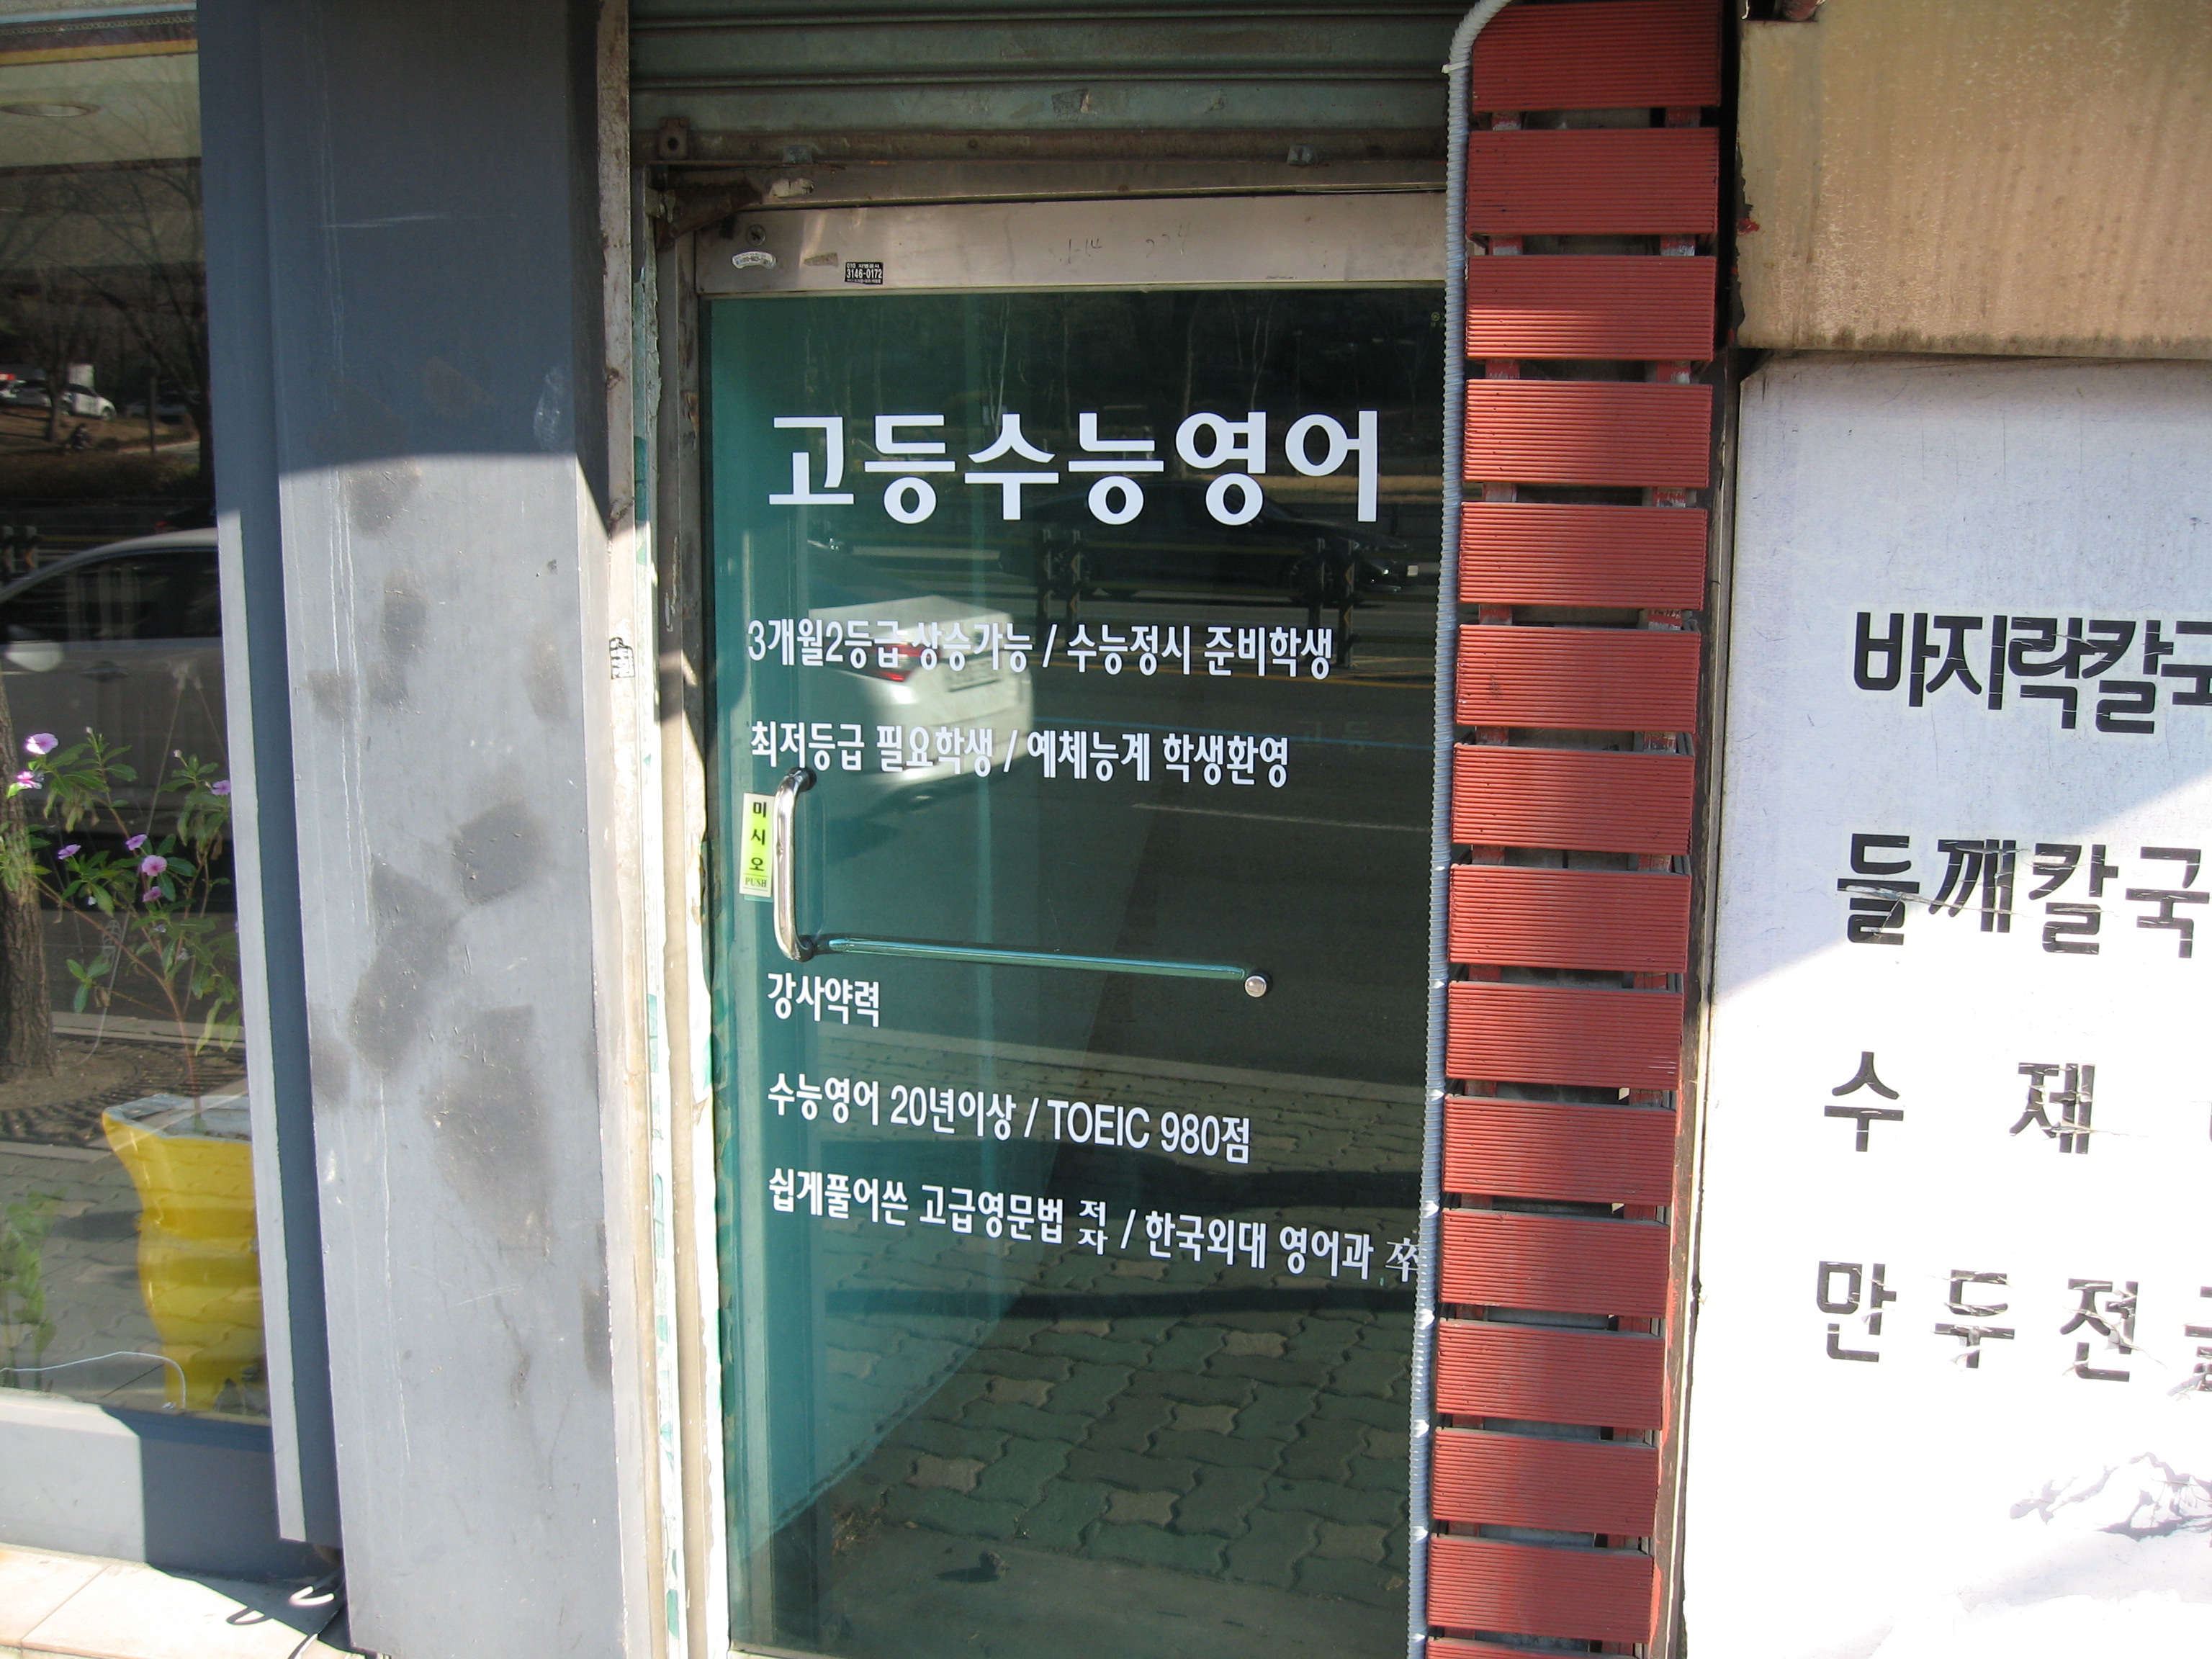 3146-0172
고등수능영어
3개월2등급 상승가능 / 수능정시 준비학생
최저등급 필요학생 / 예체능계 학생환영
미시오
PUSH
강사약력
수능영어 20년이상 / TOEIC 980점
쉽게풀어쓴 고급영문법 저자 / 한국외대 영어과 卒
바지락칼국
들깨칼국
수 제
만 두 전